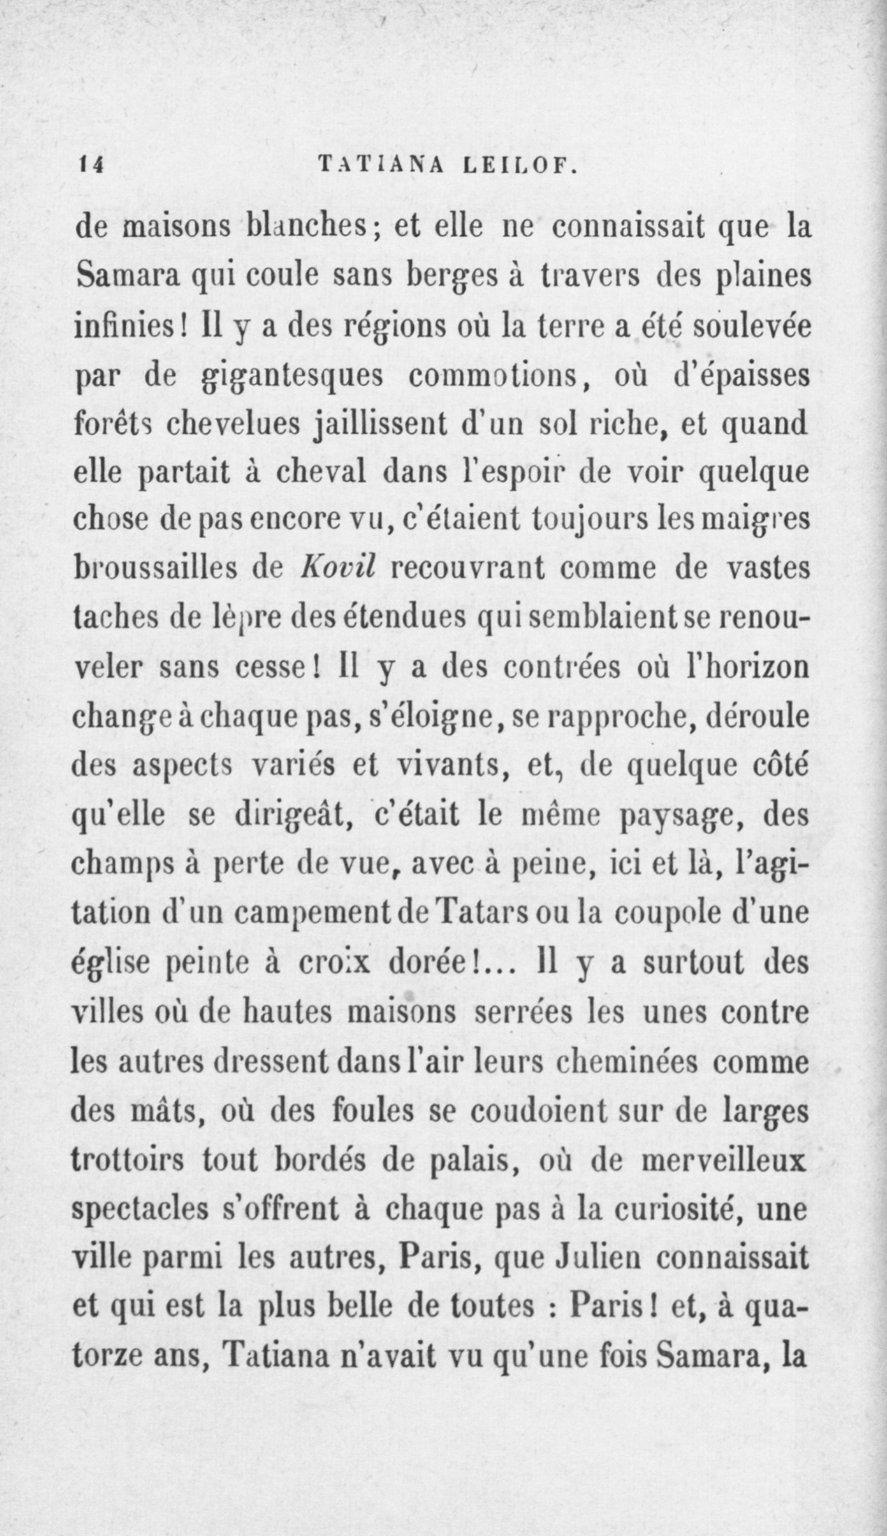 14 TATIANA LEILOF.
de maisons blanches; et elle ne connaissait que la
Samara qui coule sans berges à travers des plaines
infinies! Il y a des régions où la terre a été soulevée
par de gigantesques commotions, où d'épaisses
forêts chevelues jaillissent d'un sol riche, et quand
elle partait à cheval dans l'espoir de voir quelque
chose de pas encore vu, c'étaient toujours les maigres
broussailles de Kovil recouvrant comme de vastes
taches de lèpre des étendues qui semblaient se renou-
veler sans cesse! Il y a des contrées où l'horizon
change à chaque pas, s'éloigne, se rapproche, déroule
des aspects variés et vivants, et, de quelque côté
qu'elle se dirigeât, c'était le même paysage, des
champs à perte de vue, avec à peine, ici et là, l'agi-
tation d'un campement de Tatars ou la coupole d'une
église peinte à croix dorée!... Il y a surtout des
villes où de hautes maisons serrées les unes contre
les autres dressent dans l'air leurs cheminées comme
des mâts, où des foules se coudoient sur de larges
trottoirs tout bordés de palais, où de merveilleux
spectacles s'offrent à chaque pas à la curiosité, une
ville parmi les autres, Paris, que Julien connaissait
et qui est la plus belle de toutes : Paris! et, à qua-
torze ans, Tatiana n'avait vu qu'une fois Samara, la